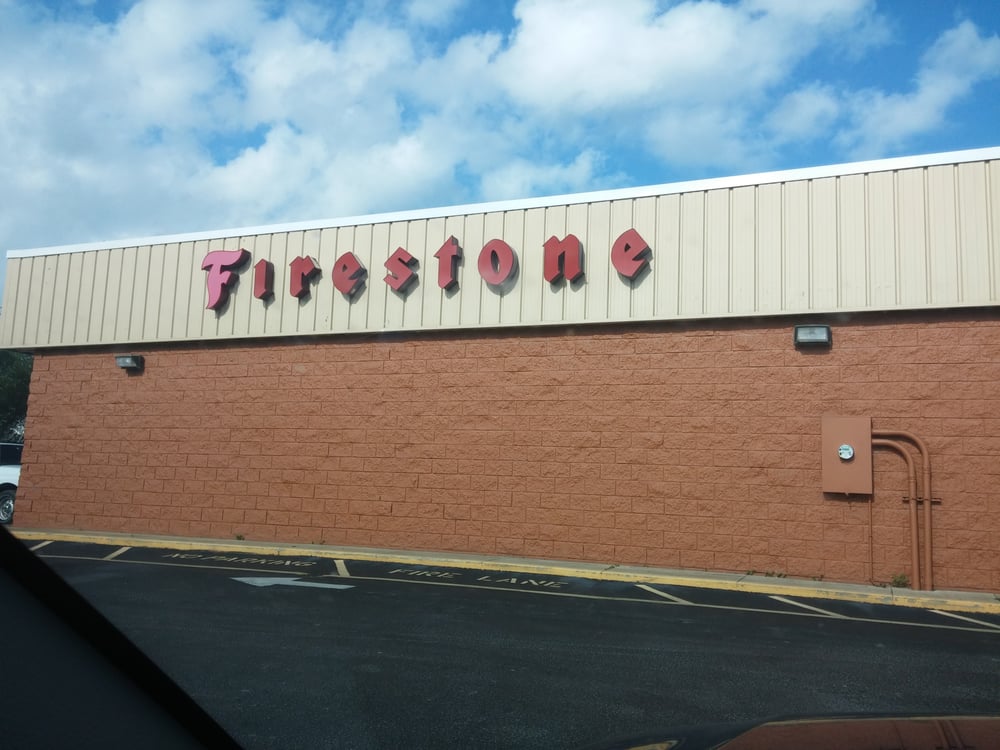 Firestone
NO PARKING
FIRE LANE